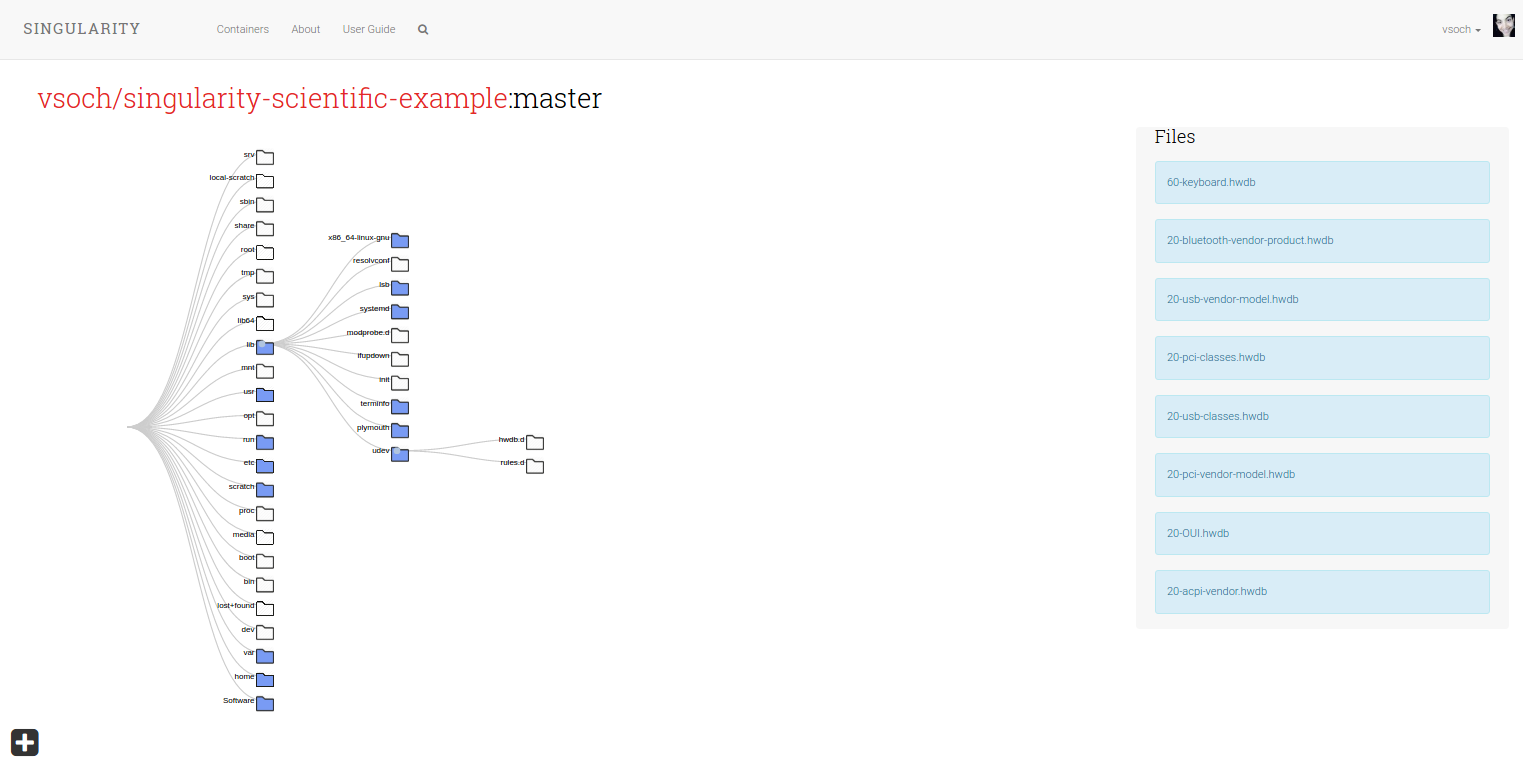 SINGULARITY
Containers About User Guide
vsoch
vsoch/singularity-scientific-example:master
srv
local-scratch
sbin
share
root
tmp
sys
lib64
lib
mnt
usr
opt
run
etc
scratch
proc
media
boot
bin
lost+found
dev
var
home
Software
x86_64-linux-gnu
resolvconf
lsb
systemd
modprobe.d
ifupdown
init
terminfo
plymouth
udev
hwdb.d
rules.d
Files
60-keyboard.hwdb
20-bluetooth-vendor-product.hwdb
20-usb-vendor-model.hwdb
20-pci-classes.hwdb
20-usb-classes.hwdb
20-pci-vendor-model.hwdb
20-OUI.hwdb
20-acpi-vendor.hwdb